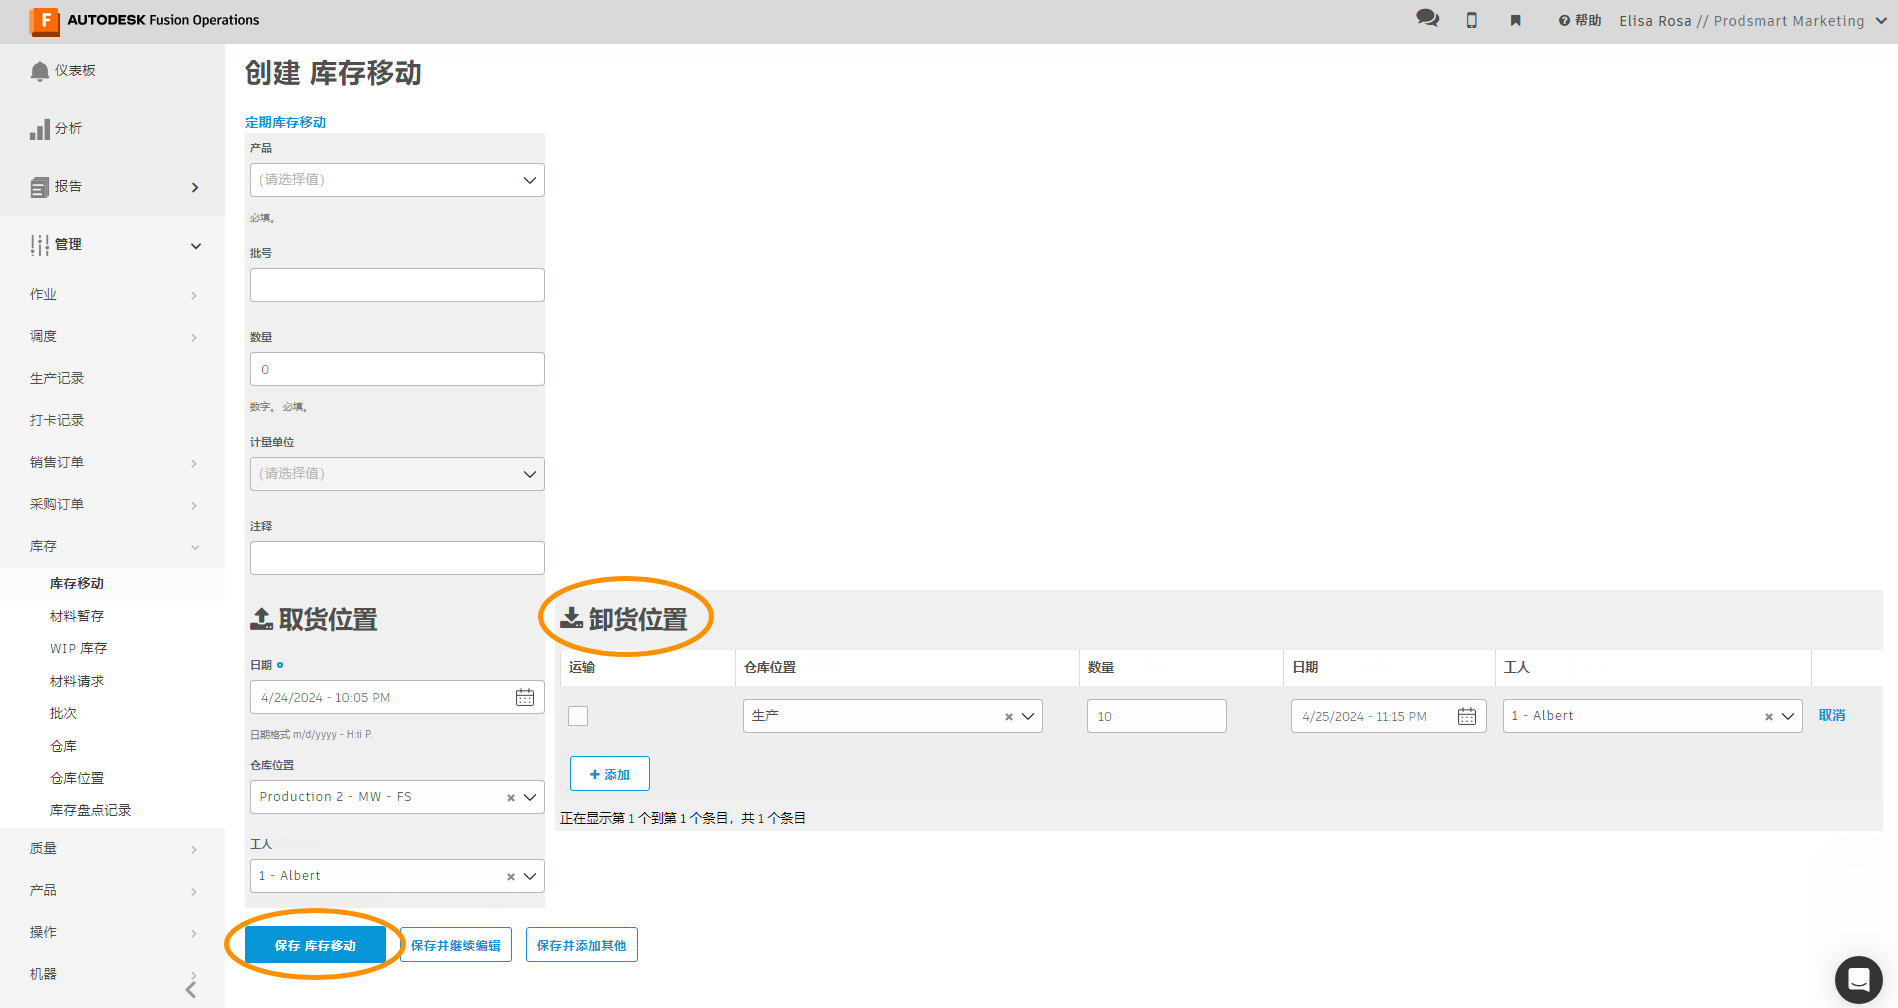 F AUTODESK Fusion Operations
帮助
Elisa Rosa // Prodsmart Marketing
仪表板
分析
报告
管理
作业
调度
生产记录
打卡记录
销售订单
采购订单
库存
库存移动
材料暂存
WIP 库存
材料请求
批次
仓库
仓库位置
库存盘点记录
质量
产品
操作
机器
创建 库存移动
定期库存移动
产品
(请选择值)
必填。
批号
数量
0
数字。 必填。
计量单位
(请选择值)
注释
取货位置
日期
4/24/2024 - 10:05 PM
日期格式 m/d/yyyy - H:ii P.
仓库位置
Production 2 - MW - FS
工人
1 - Albert
卸货位置
运输 仓库位置 数量 日期 工人
生产 10 4/25/2024 - 11:15 PM 1 - Albert 取消
+ 添加
正在显示第 1 个到第 1 个条目，共 1 个条目
保存 库存移动 保存并继续编辑 保存并添加其他